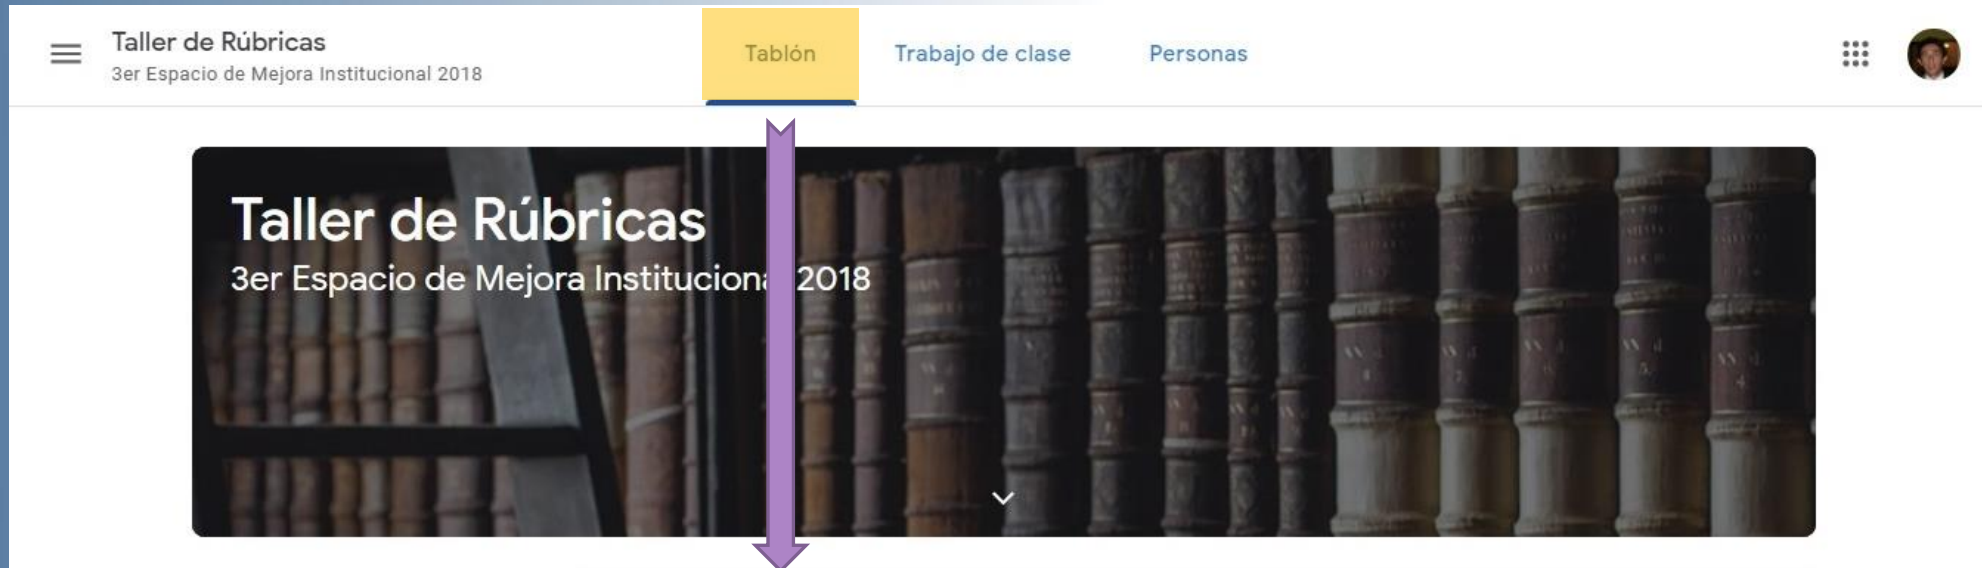 Taller de Rúbricas
3er Espacio de Mejora Institucional 2018
Tablón
Trabajo de clase
Personas
Taller de Rúbricas
3er Espacio de Mejora Instituciona 2018